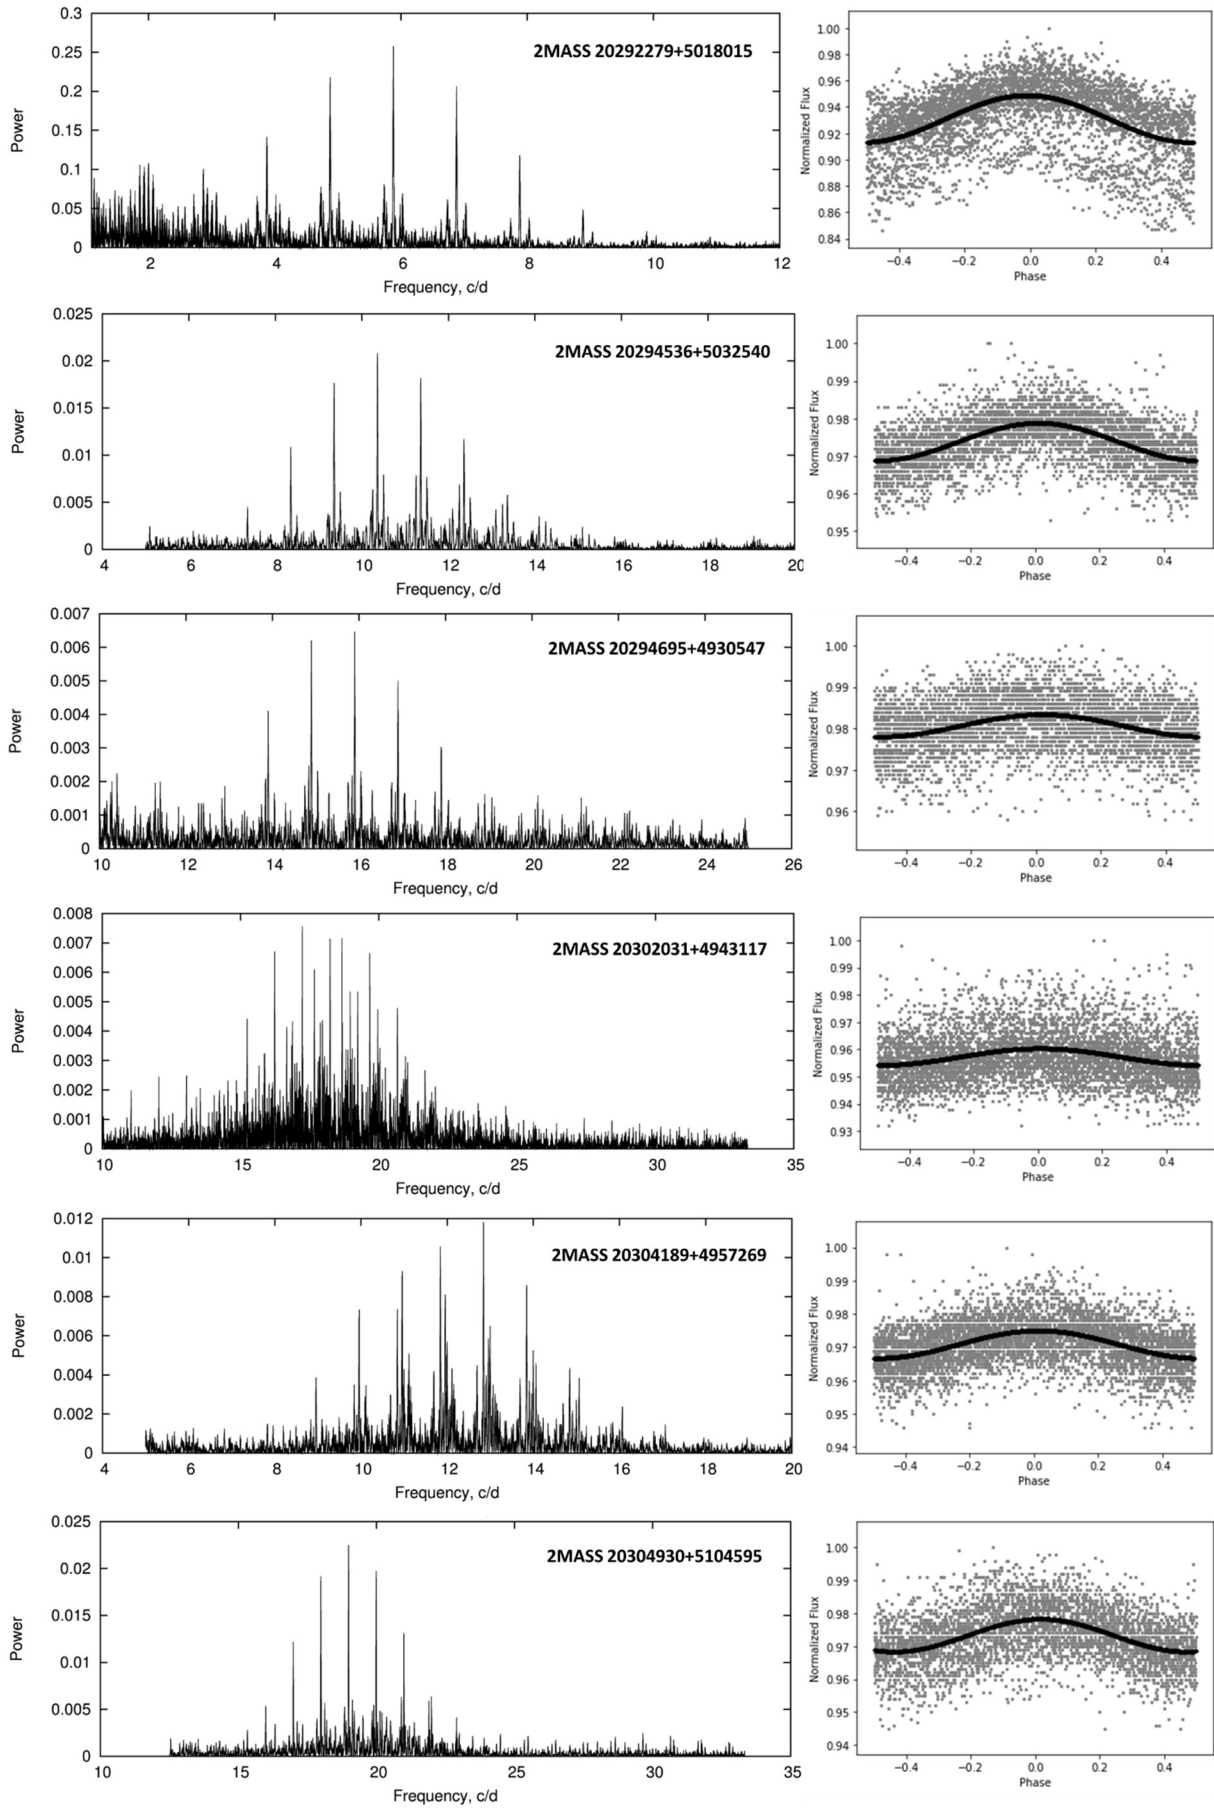 0.3
0.25
0.2
0.15
0.1
0.05
0
Power
2MASS 20292279+5018015
2 4 6 8 10 12
Frequency, c/d
1.00
0.96
0.94
0.92
0.90
0.88
0.86
0.84
Normalized Flux
−0.4 −0.2 0.0 0.2 0.4
Phase
0.025
0.02
0.015
0.01
0.005
0
Power
2MASS 20294536+5032540
4 6 8 10 12 14 16 18 20
Frequency, c/d
1.00
0.99
0.98
0.97
0.96
0.95
Normalized Flux
−0.4 −0.2 0.0 0.2 0.4
Phase
0.007
0.006
0.005
0.004
0.003
0.002
0.001
0
Power
2MASS 20294695+4930547
10 12 14 16 18 20 22 24 26
Frequency, c/d
1.00
0.99
0.98
0.97
0.96
Normalized Flux
−0.4 −0.2 0.0 0.2 0.4
Phase
0.008
0.007
0.006
0.005
0.004
0.003
0.002
0.001
0
Power
2MASS 20302031+4943117
10 15 20 25 30 35
Frequency, c/d
1.00
0.99
0.98
0.97
0.96
0.95
0.94
0.93
Normalized Flux
−0.4 −0.2 0.0 0.2 0.4
Phase
0.012
0.01
0.008
0.006
0.004
0.002
0
Power
2MASS 20304189+4957269
4 6 8 10 12 14 16 18 20
Frequency, c/d
1.00
0.99
0.98
0.97
0.96
0.95
0.94
Normalized Flux
−0.4 −0.2 0.0 0.2 0.4
Phase
0.025
0.02
0.015
0.01
0.005
0
Power
2MASS 20304930+5104595
10 15 20 25 30 35
Frequency, c/d
1.00
0.99
0.98
0.97
0.96
0.95
0.94
Normalized Flux
−0.4 −0.2 0.0 0.2 0.4
Phase